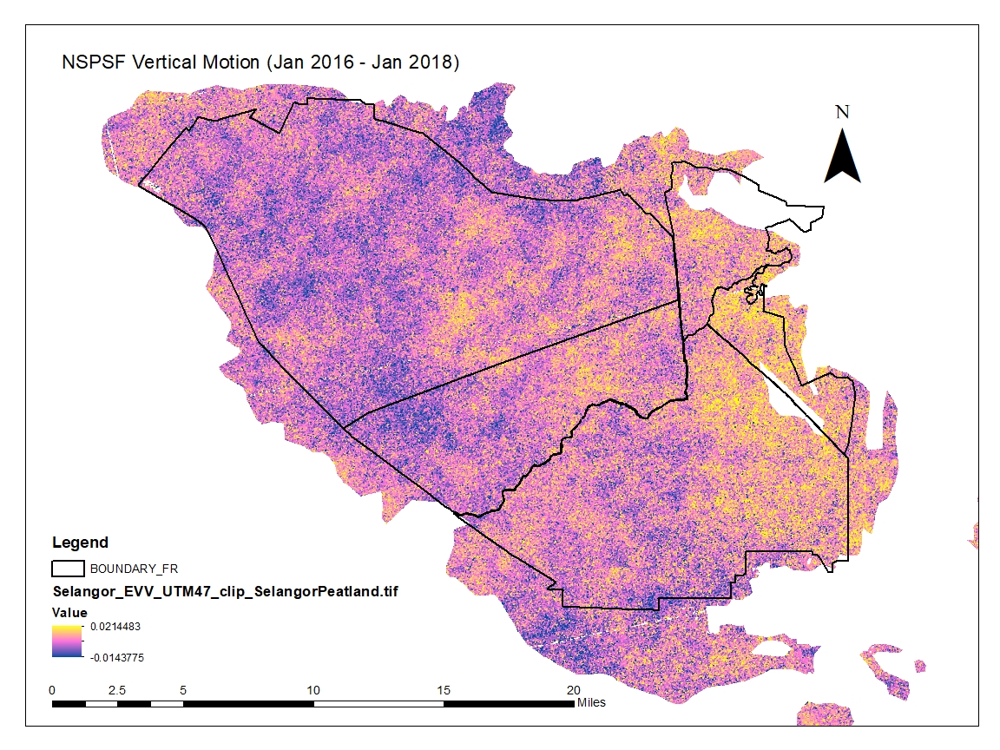 NSPSF Vertical Motion (Jan 2016 - Jan 2018)
N
Legend
BOUNDARY_FR
Selangor_EVV_UTM47_clip_SelangorPeatland.tif
Value
0.0214483
-0.0143775
0 2.5 5 10 15 20
Miles